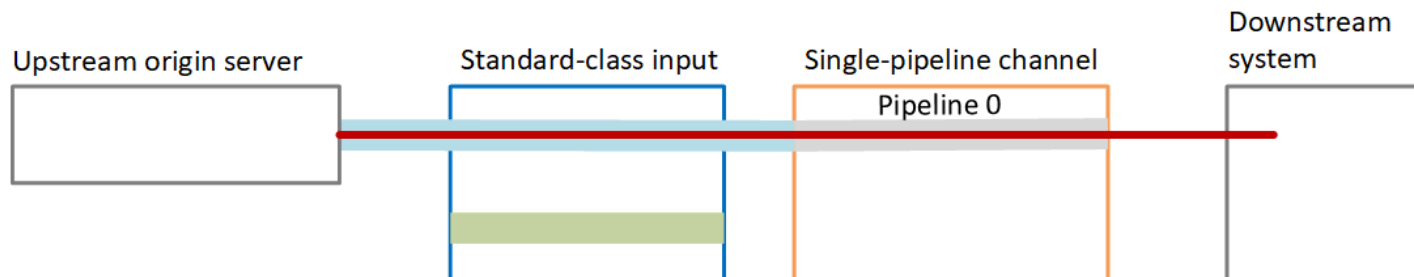 Upstream origin server
Standard-class input
Single-pipeline channel
Downstream
system
Pipeline 0